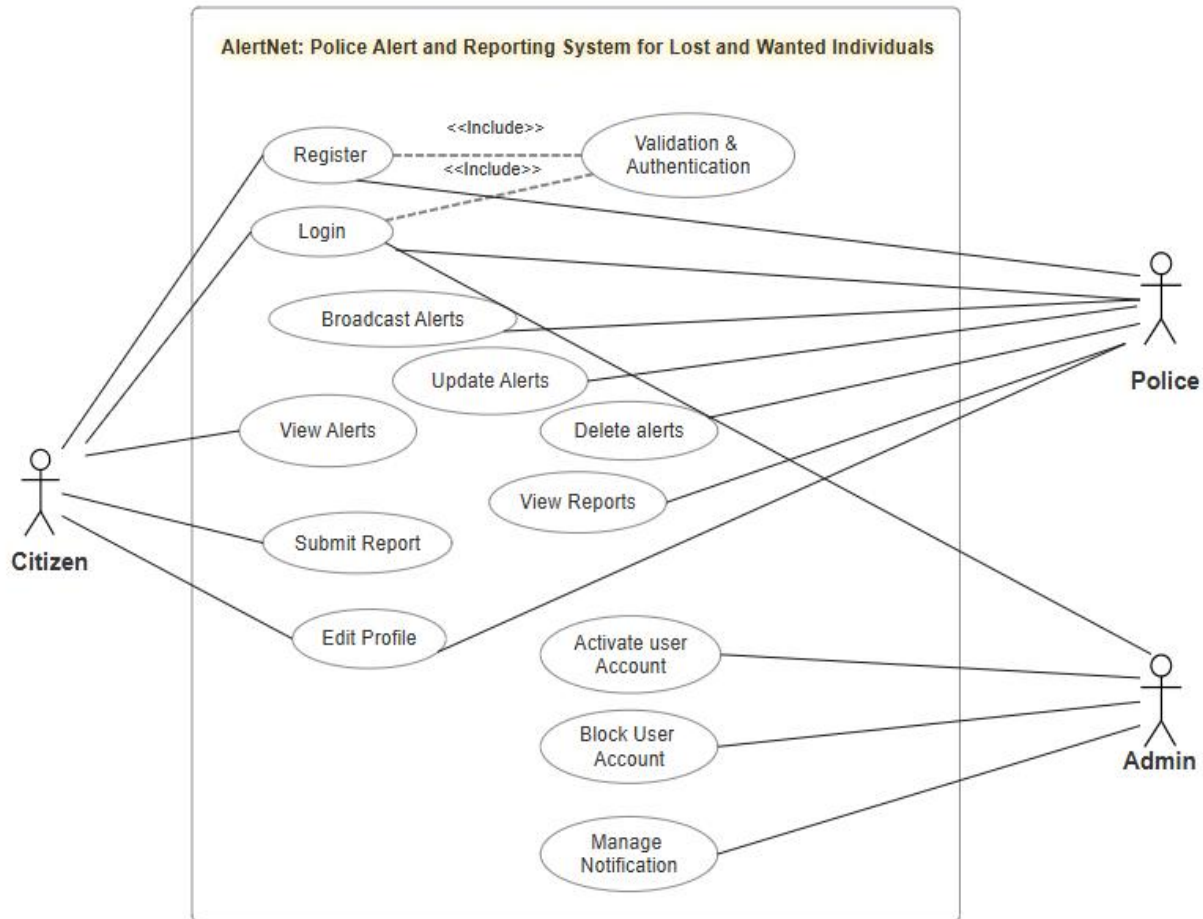 AlertNet: Police Alert and Reporting System for Lost and Wanted Individuals
<<Include>>
Register
Validation &
Authentication
<<Include>>
Login
Broadcast Alerts
Update Alerts
Police
View Alerts
Delete alerts
View Reports
Submit Report
Citizen
Edit Profile
Activate user
Account
Block User
Account
Admin
Manage
Notification